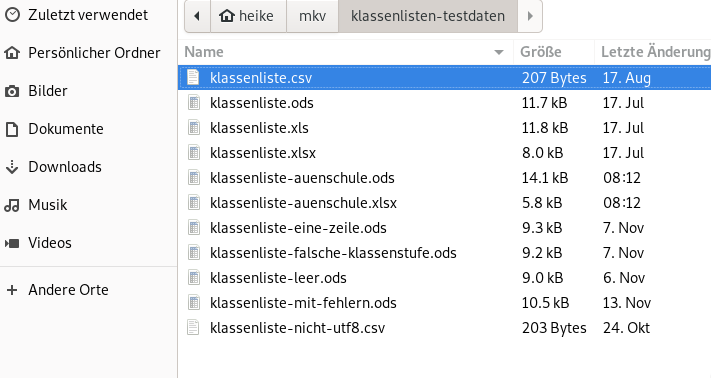 Zuletzt verwendet
Persönlicher Ordner
Bilder
Dokumente
Downloads
Musik
Videos
Andere Orte
heike mkv klassenlisten-testdaten
Name Größe Letzte Änderung
klassenliste.csv 207 Bytes 17. Aug
klassenliste.ods 11.7 kB 17. Jul
klassenliste.xls 11.8 kB 17. Jul
klassenliste.xlsx 8.0 kB 17. Jul
klassenliste-auenschule.ods 14.1 kB 08:12
klassenliste-auenschule.xlsx 5.8 kB 08:12
klassenliste-eine-zeile.ods 9.3 kB 7. Nov
klassenliste-falsche-klassenstufe.ods 9.2 kB 7. Nov
klassenliste-leer.ods 9.0 kB 6. Nov
klassenliste-mit-fehlern.ods 10.5 kB 13. Nov
klassenliste-nicht-utf8.csv 203 Bytes 24. Okt